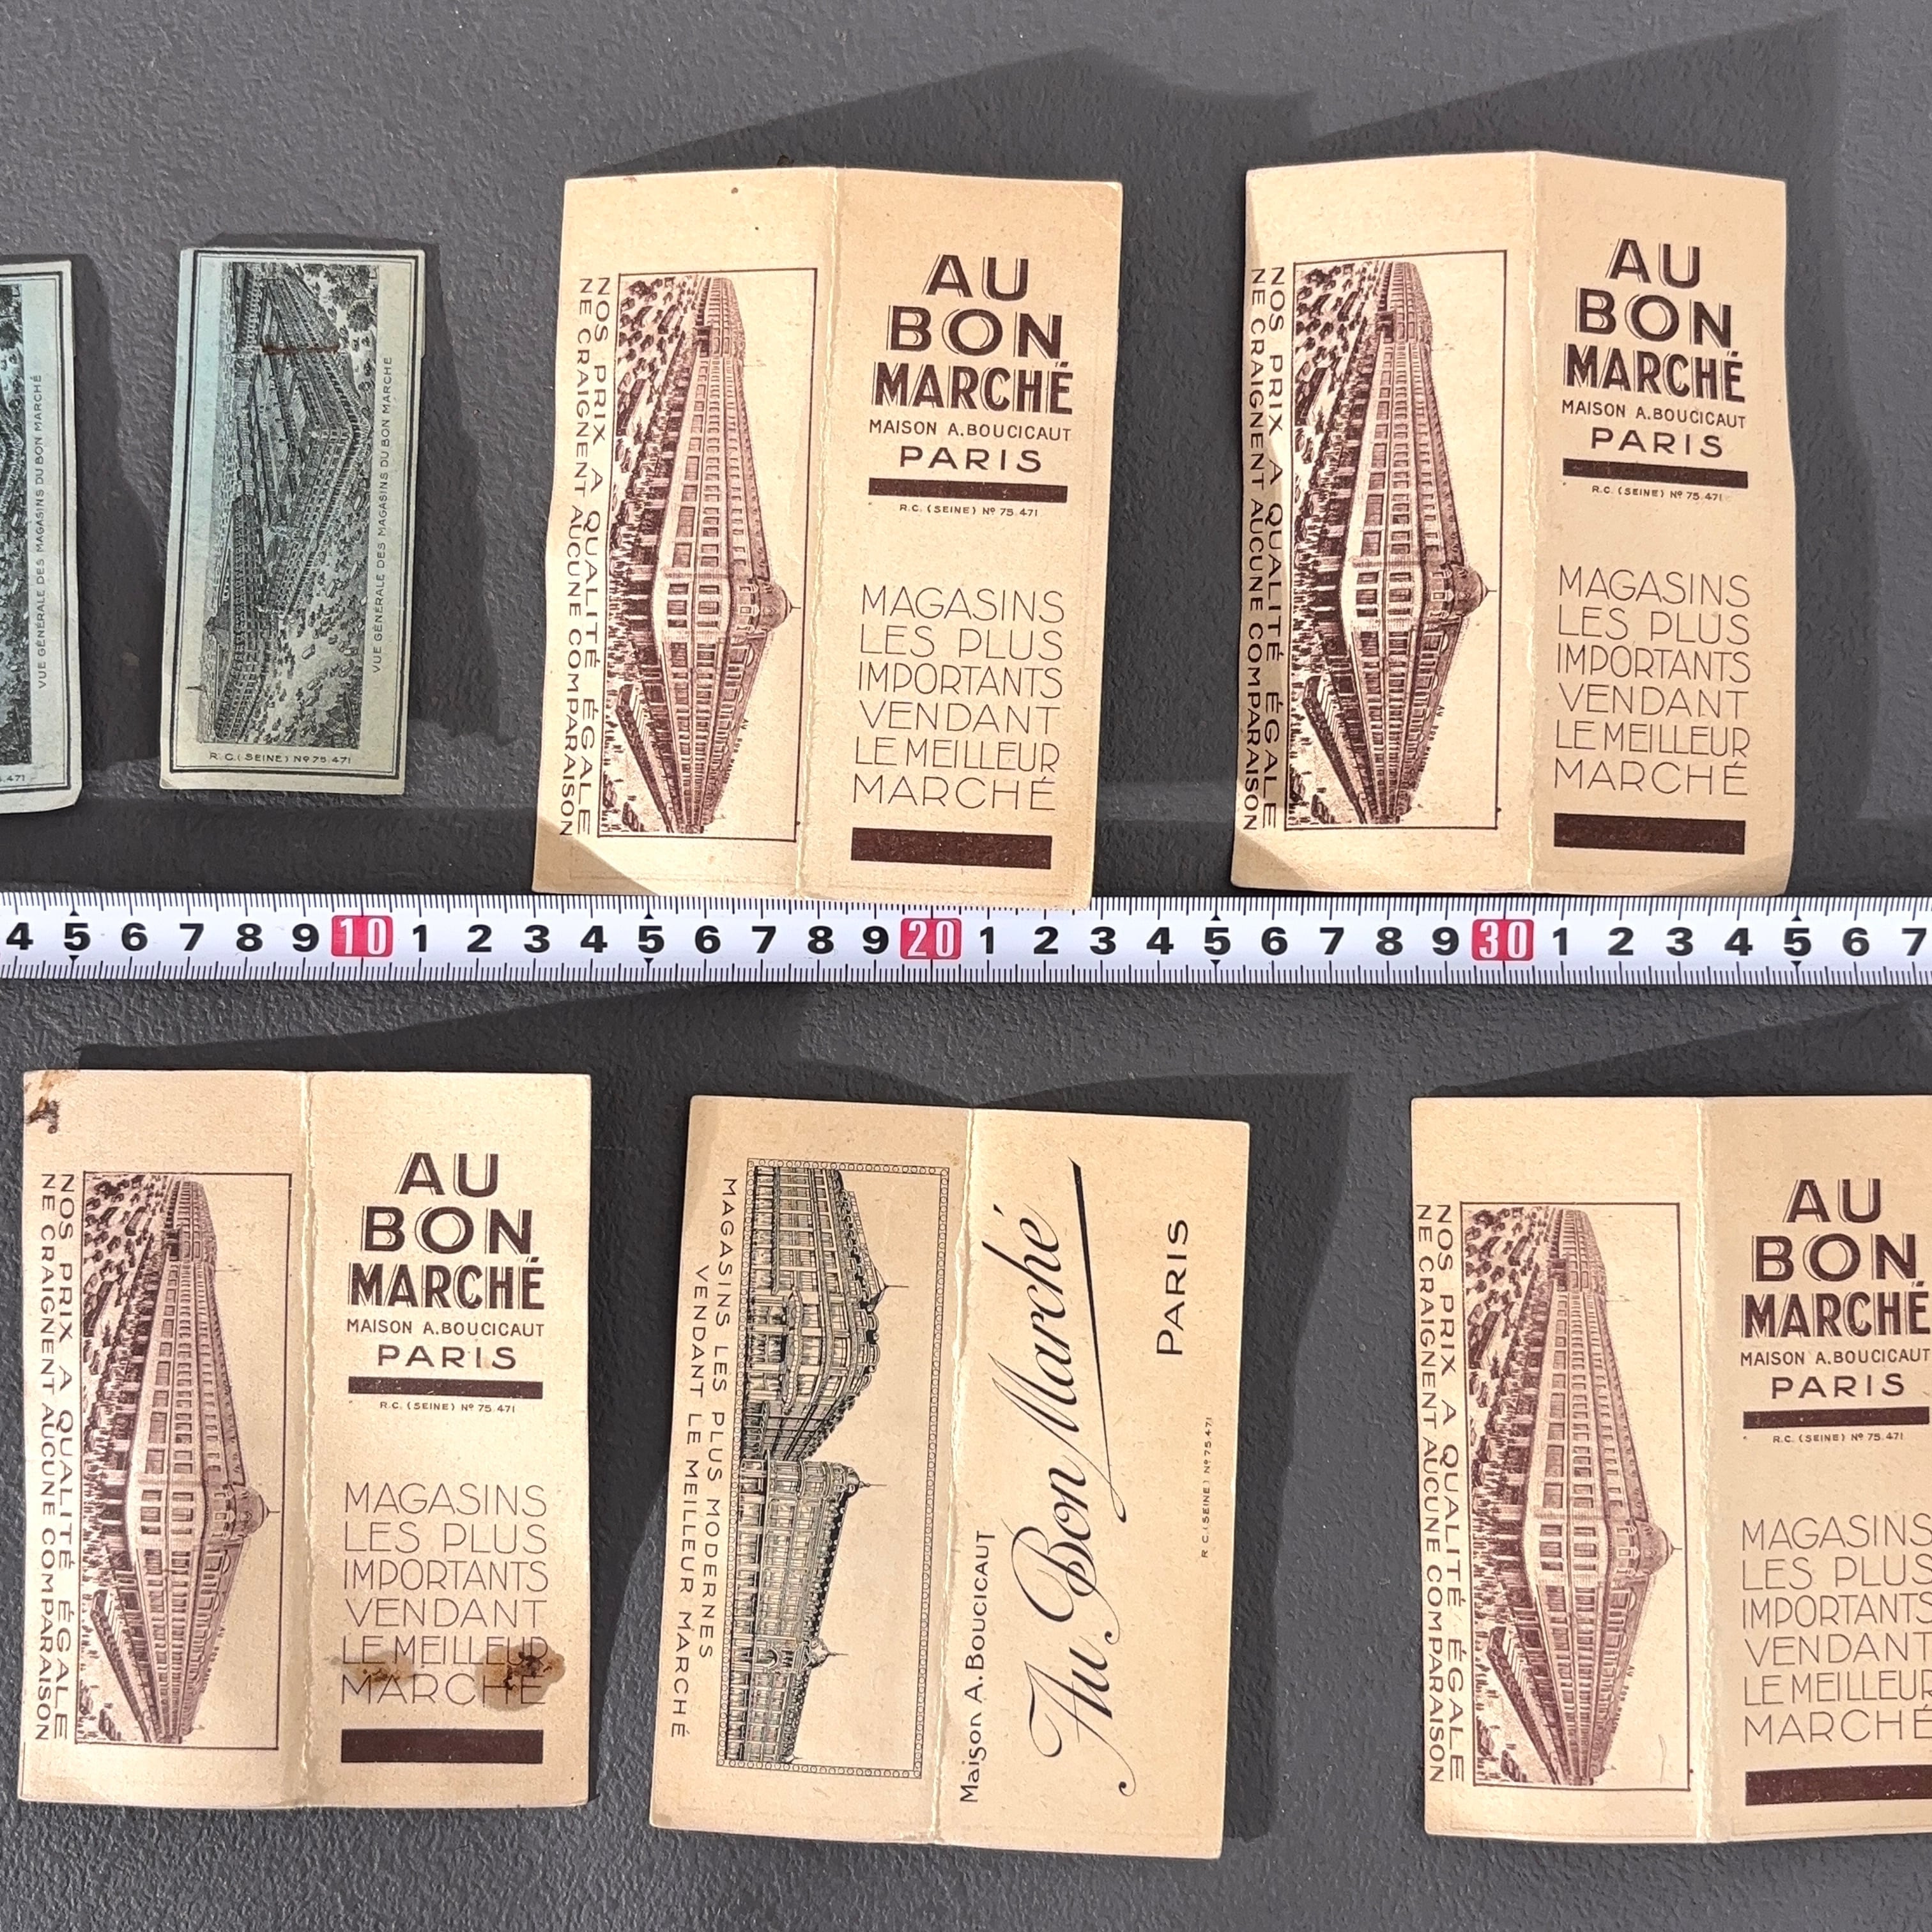 VUE GÉNÉRALE DES MAGASINS DU BON MARCHÉ
.471
VUE GÉNÉRALE DES MAGASINS DU BON MARCHÉ
R.C. (SEINE) Nº 75.471
NOS PRIX A QUALITÉ ÉGALE
NE CRAIGNENT AUCUNE COMPARAISON
AU
BON
MARCHÉ
MAISON A.BOUCICAUT
PARIS
R.C. (SEINE) Nº 75.471
MAGASINS
LES PLUS
IMPORTANTS
VENDANT
LE MEILLEUR
MARCHÉ
NOS PRIX A QUALITÉ ÉGALE
NE CRAIGNENT AUCUNE COMPARAISON
AU
BON
MARCHÉ
MAISON A.BOUCICAUT
PARIS
R.C. (SEINE) Nº 75.471
MAGASINS
LES PLUS
IMPORTANTS
VENDANT
LE MEILLEUR
MARCHÉ
4 5 6 7 8 9 10 1 2 3 4 5 6 7 8 9 20 1 2 3 4 5 6 7 8 9 30 1 2 3 4 5 6 7
NOS PRIX A QUALITÉ ÉGALE
NE CRAIGNENT AUCUNE COMPARAISON
AU
BON
MARCHÉ
MAISON A.BOUCICAUT
PARIS
R.C. (SEINE) Nº 75.471
MAGASINS
LES PLUS
IMPORTANTS
VENDANT
LE MEILLEUR
MARCHÉ
MAGASINS LES PLUS MODERNES
VENDANT LE MEILLEUR MARCHÉ
MAISON A. BOUCICAUT
Au Bon Marché
PARIS
R.C. (SEINE) Nº 75.471
NOS PRIX A QUALITÉ ÉGALE
NE CRAIGNENT AUCUNE COMPARAISON
AU
BON
MARCHÉ
MAISON A.BOUCICAUT
PARIS
R.C. (SEINE) Nº 75.471
MAGASINS
LES PLUS
IMPORTANTS
VENDANT
LE MEILLEUR
MARCHÉ